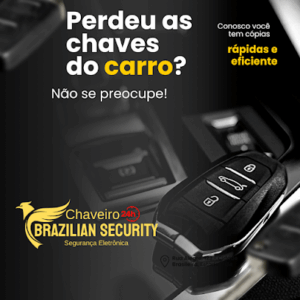 Perdeu as
chaves
do carro?
Não se preocupe!
Conosco você
tem cópias
rápidas e
eficiente
Chaveiro 24H
BRAZILIAN SECURITY
Segurança Eletrônica